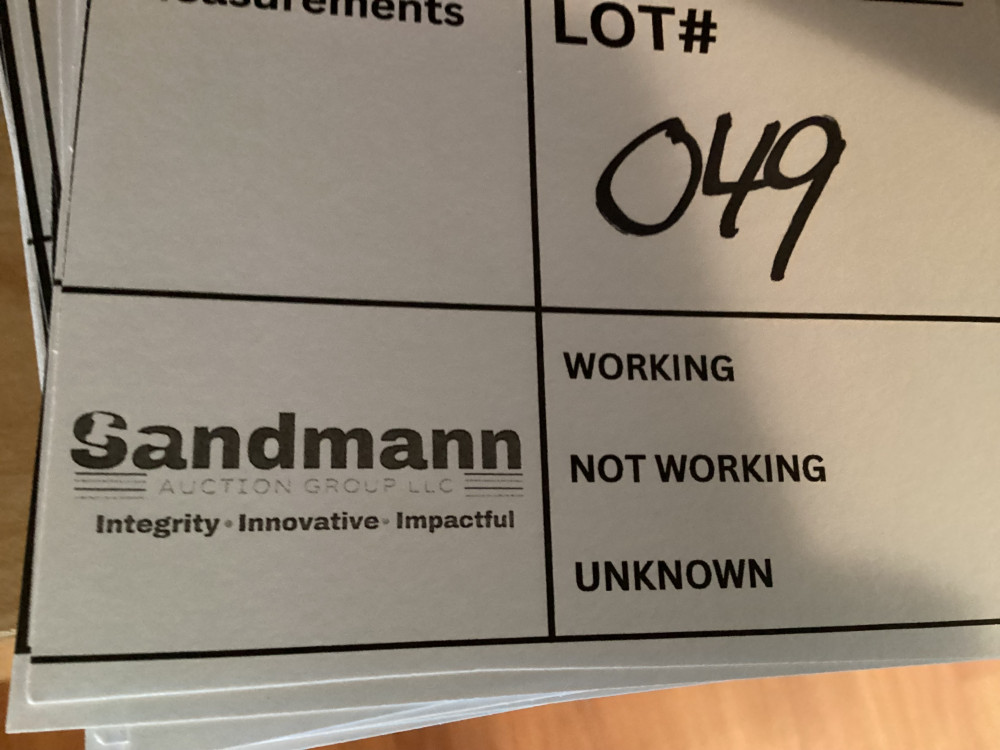 LOT#
049
WORKING
NOT WORKING
UNKNOWN
Sandmann
AUCTION GROUP LLC
Integrity • Innovative • Impactful